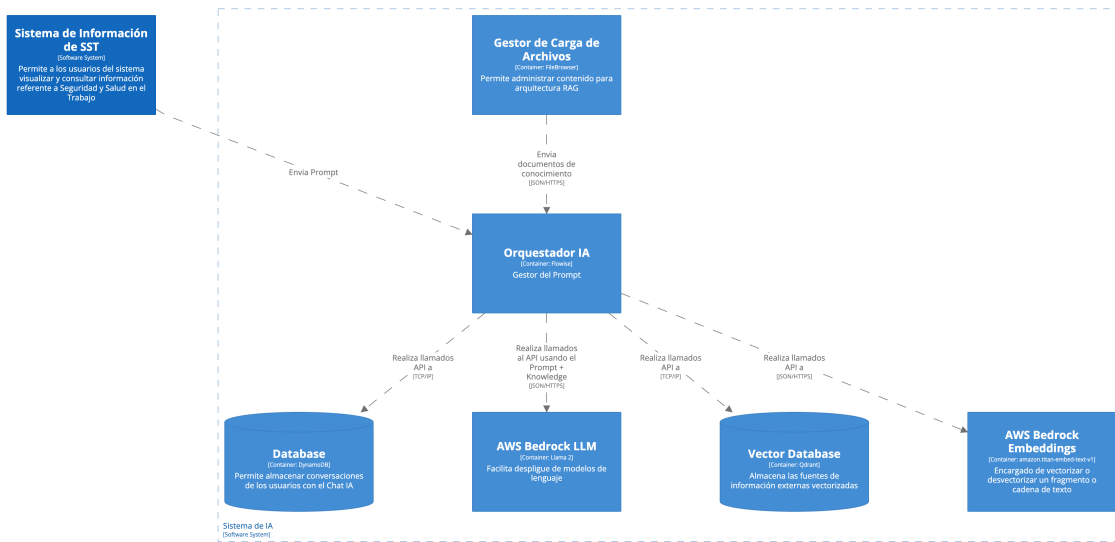 Sistema de Información
de SST
[Software System]
Permite a los usuarios del sistema
visualizar y consultar información
referente a Seguridad y Salud en el
Trabajo
Gestor de Carga de
Archivos
[Container: FileBrowser]
Permite administrar contenido para
arquitectura RAG
Envia Prompt
Envia
documentos de
conocimiento
[JSON/HTTPS]
Orquestador IA
[Container: Flowise]
Gestor del Prompt
Realiza llamados
API a
[TCP/IP]
Realiza llamados
al API usando el
Prompt +
Knowledge
[JSON/HTTPS]
Realiza llamados
API a
[TCP/IP]
Realiza llamados
API a
[JSON/HTTPS]
Database
[Container: DynamoDB]
Permite almacenar conversaciones
de los usuarios con el Chat IA
AWS Bedrock LLM
[Container: Llama 2]
Facilita despligue de modelos de
lenguaje
Vector Database
[Container: Qdrant]
Almacena las fuentes de
información externas vectorizadas
AWS Bedrock
Embeddings
[Container: amazon.titan-embed-text-v1]
Encargado de vectorizar o
desvectorizar un fragmento o
cadena de texto
Sistema de IA
[Software System]